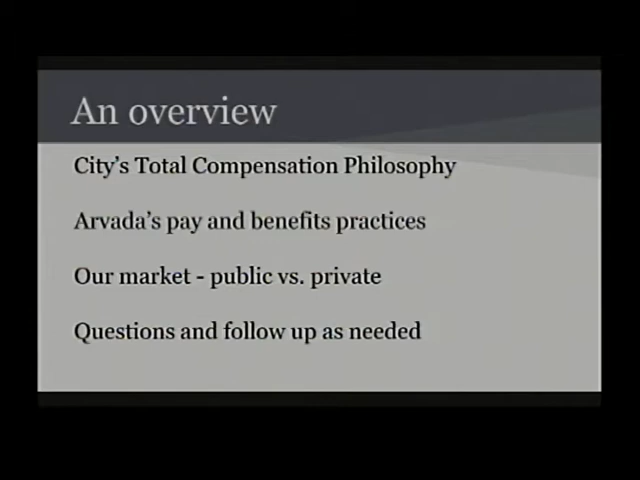 An overview
City's Total Compensation Philosophy
Arvada's pay and benefits practices
Our market - public vs. private
Questions and follow up as needed